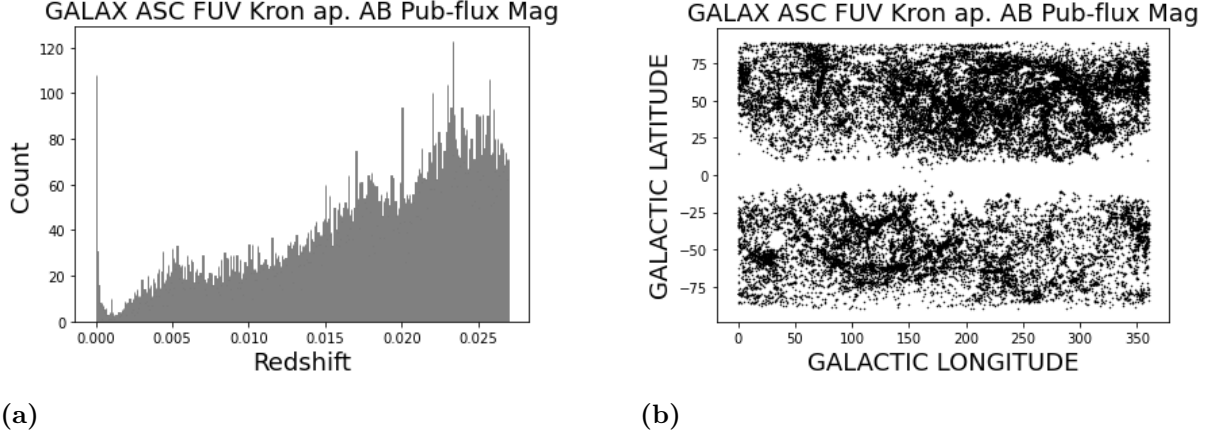 GALAX ASC FUV Kron ap. AB Pub-flux Mag
120
100
80
60
40
20
0
Count
0.000 0.005 0.010 0.015 0.020 0.025
Redshift
(a)
GALAX ASC FUV Kron ap. AB Pub-flux Mag
75
50
25
0
−25
−50
−75
GALACTIC LATITUDE
0 50 100 150 200 250 300 350
GALACTIC LONGITUDE
(b)